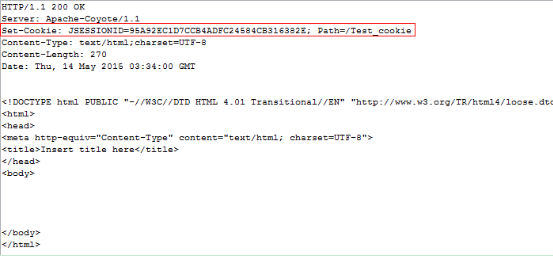 HTTP/1.1 200 OK
Server: Apache-Coyote/1.1
Set-Cookie: JSESSIONID=95A92EC1D7CCB4ADFC24584CB316382E; Path=/Test_cookie
Content-Type: text/html;charset=UTF-8
Content-Length: 270
Date: Thu, 14 May 2015 03:34:00 GMT
<!DOCTYPE html PUBLIC "-//W3C//DTD HTML 4.01 Transitional//EN" "http://www.w3.org/TR/html4/loose.dtd
<html>
<head>
<meta http-equiv="Content-Type" content="text/html; charset=UTF-8">
<title>Insert title here</title>
</head>
<body>
</body>
</html>